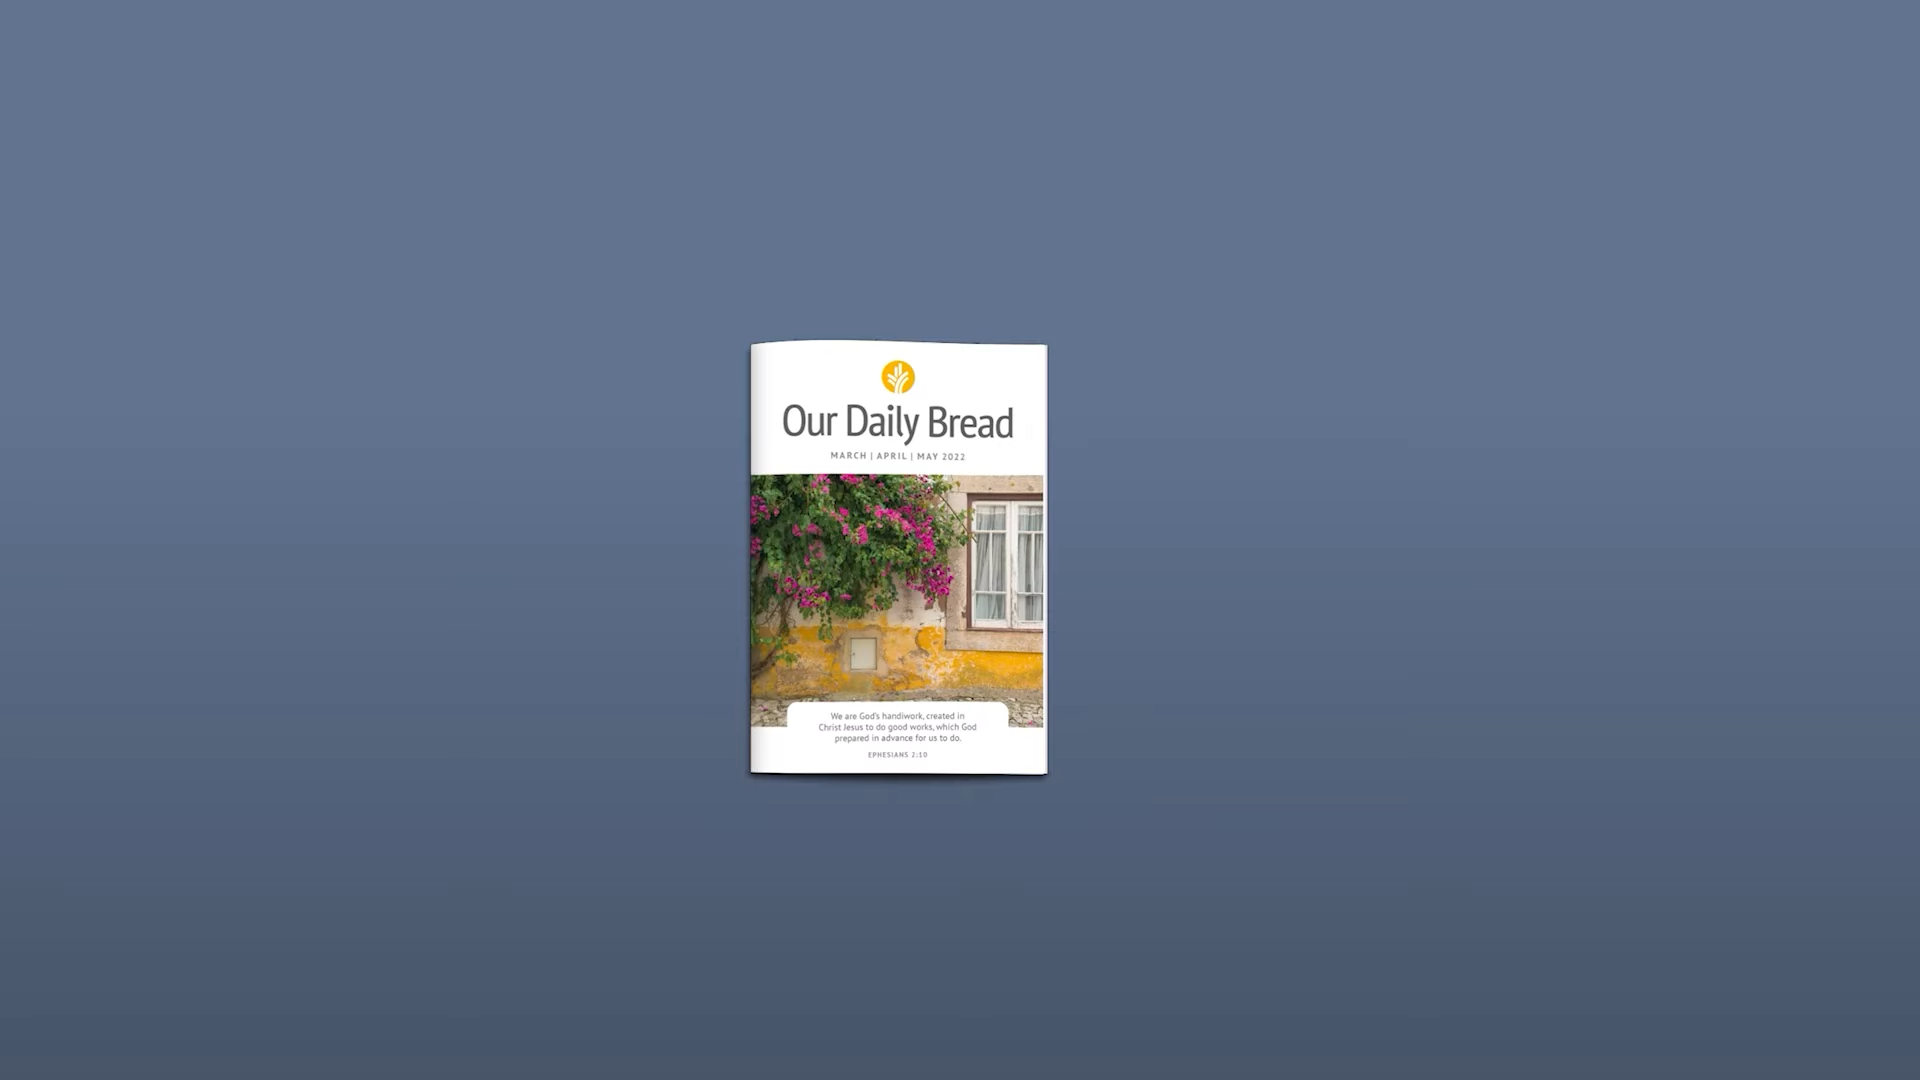 Our Daily Bread
MARCH | APRIL | MAY 2022
We are God's handiwork, created in
Christ Jesus to do good works, which God
prepared in advance for us to do.
EPHESIANS 2:10